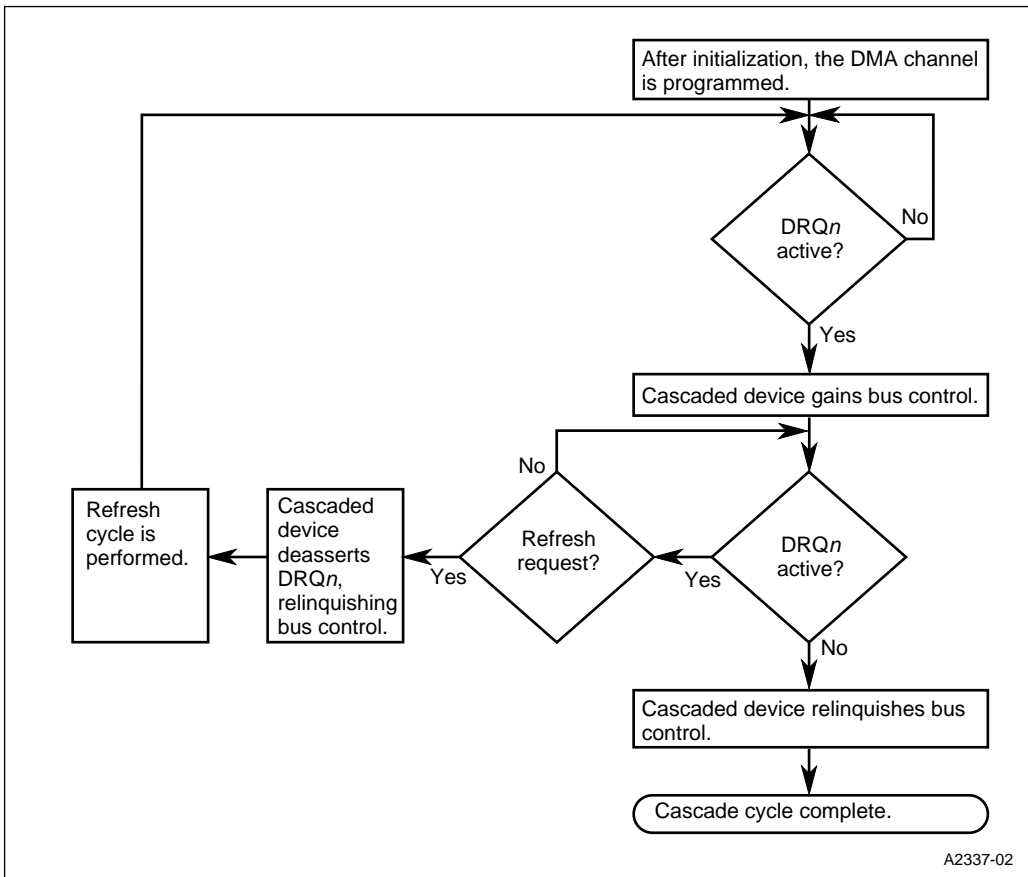 After initialization, the DMA channel
is programmed.
DRQn
active?
No
Yes
Cascaded device gains bus control.
DRQn
active?
Yes
No
Refresh
request?
No
Yes
Cascaded
device
deasserts
DRQn,
relinquishing
bus control.
Refresh
cycle is
performed.
Cascaded device relinquishes bus
control.
Cascade cycle complete.
A2337-02